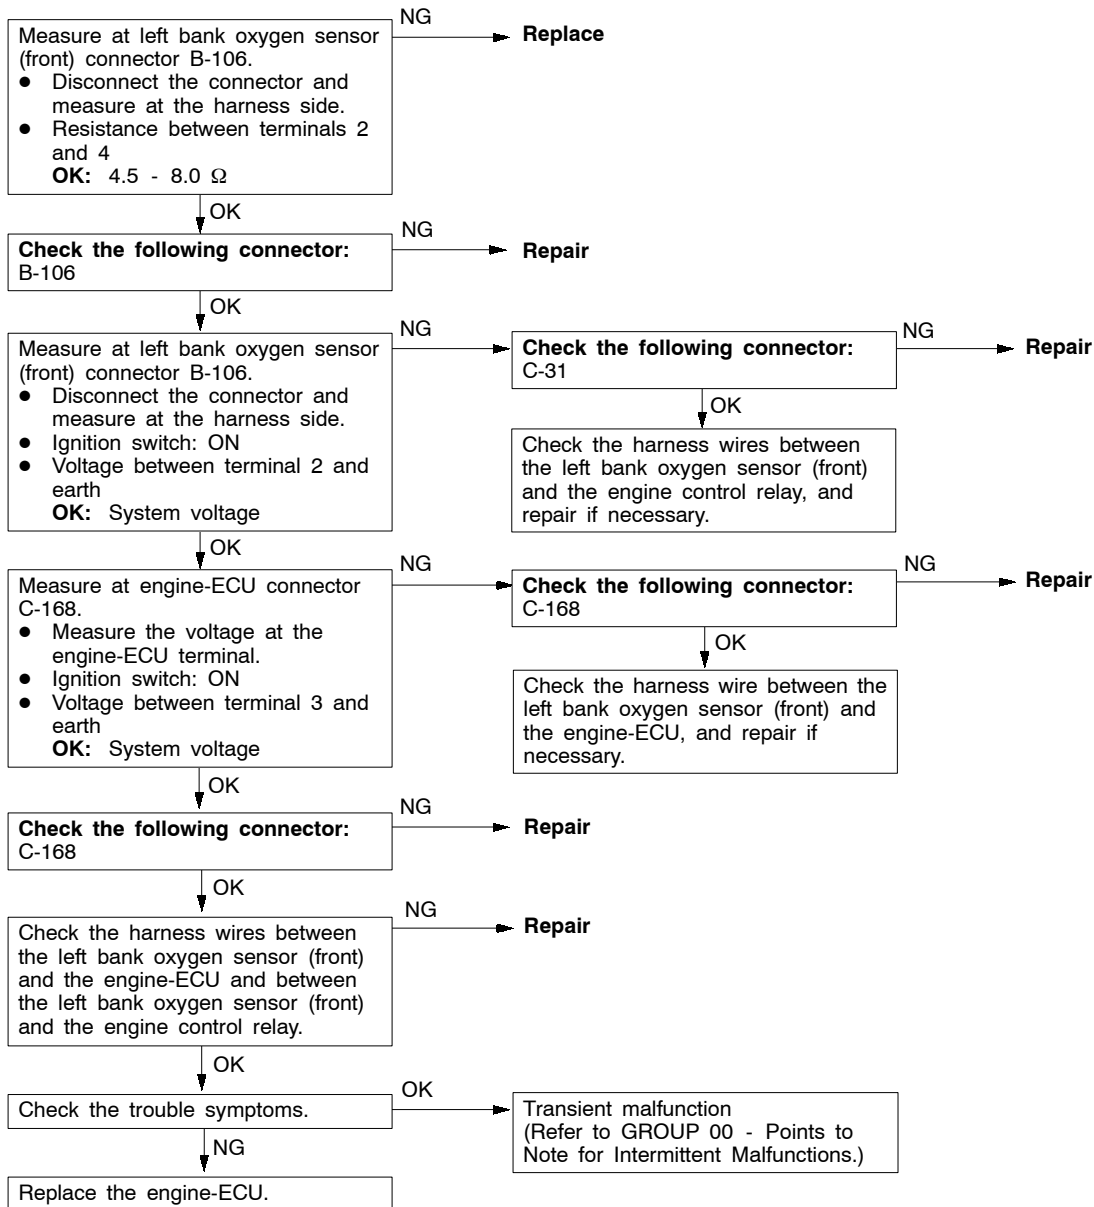 Measure at left bank oxygen sensor
(front) connector B-106.
● Disconnect the connector and
measure at the harness side.
● Resistance between terminals 2
and 4
OK: 4.5 - 8.0 Ω
NG
Replace
OK
Check the following connector:
B-106
NG
Repair
OK
Measure at left bank oxygen sensor
(front) connector B-106.
● Disconnect the connector and
measure at the harness side.
● Ignition switch: ON
● Voltage between terminal 2 and
earth
OK: System voltage
NG
Check the following connector:
C-31
NG
Repair
OK
Check the harness wires between
the left bank oxygen sensor (front)
and the engine control relay, and
repair if necessary.
OK
Measure at engine-ECU connector
C-168.
● Measure the voltage at the
engine-ECU terminal.
● Ignition switch: ON
● Voltage between terminal 3 and
earth
OK: System voltage
NG
Check the following connector:
C-168
NG
Repair
OK
Check the harness wire between the
left bank oxygen sensor (front) and
the engine-ECU, and repair if
necessary.
OK
Check the following connector:
C-168
NG
Repair
OK
Check the harness wires between
the left bank oxygen sensor (front)
and the engine-ECU and between
the left bank oxygen sensor (front)
and the engine control relay.
NG
Repair
OK
Check the trouble symptoms.
OK
Transient malfunction
(Refer to GROUP 00 - Points to
Note for Intermittent Malfunctions.)
NG
Replace the engine-ECU.